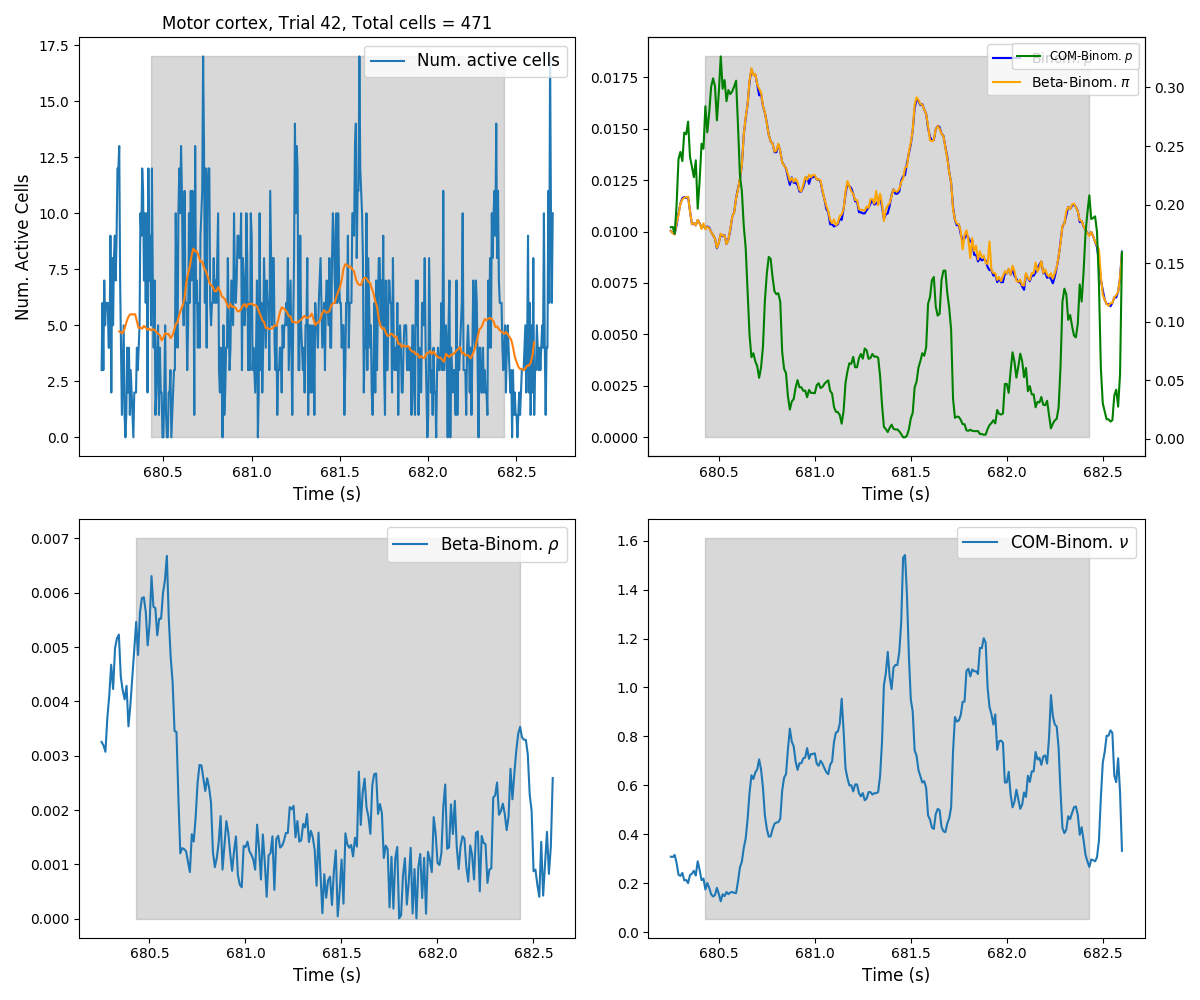 Motor cortex, Trial 42, Total cells = 471
Num. active cells
17.5
15.0
12.5
10.0
7.5
5.0
2.5
0.0
Num. Active Cells
680.5 681.0 681.5 682.0 682.5
Time (s)
COM-Binom. p
Beta-Binom. π
0.0175
0.0150
0.0125
0.0100
0.0075
0.0050
0.0025
0.0000
0.30
0.25
0.20
0.15
0.10
0.05
0.00
680.5 681.0 681.5 682.0 682.5
Time (s)
Beta-Binom. ρ
0.007
0.006
0.005
0.004
0.003
0.002
0.001
0.000
680.5 681.0 681.5 682.0 682.5
Time (s)
COM-Binom. ν
1.6
1.4
1.2
1.0
0.8
0.6
0.4
0.2
0.0
680.5 681.0 681.5 682.0 682.5
Time (s)